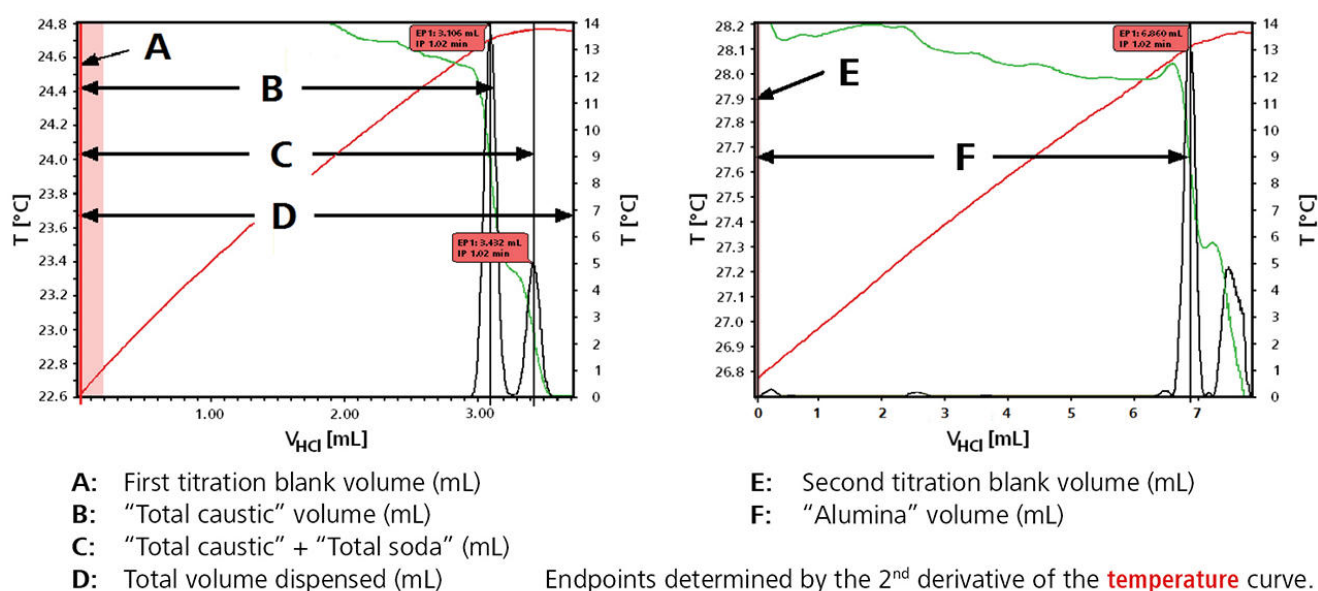 24.8
24.6
24.4
24.2
24.0
23.8
23.6
23.4
23.2
23.0
22.8
22.6
T [°C]
A
B
C
D
EP1: 3.106 mL
IP 1.02 min
EP1: 3.432 mL
IP 1.02 min
14
13
12
11
10
9
8
7
6
5
4
3
2
1
0
T [°C]
1.00 2.00 3.00
VHCl [mL]
28.2
28.1
28.0
27.9
27.8
27.7
27.6
27.5
27.4
27.3
27.2
27.1
27.0
26.9
26.8
T [°C]
E
F
EP1: 6.860 mL
IP 1.02 min
14
13
12
11
10
9
8
7
6
5
4
3
2
1
0
T [°C]
0 1 2 3 4 5 6 7
VHCl [mL]
A: First titration blank volume (mL)
B: “Total caustic” volume (mL)
C: “Total caustic” + “Total soda” (mL)
D: Total volume dispensed (mL)
E: Second titration blank volume (mL)
F: “Alumina” volume (mL)
Endpoints determined by the 2nd derivative of the temperature curve.